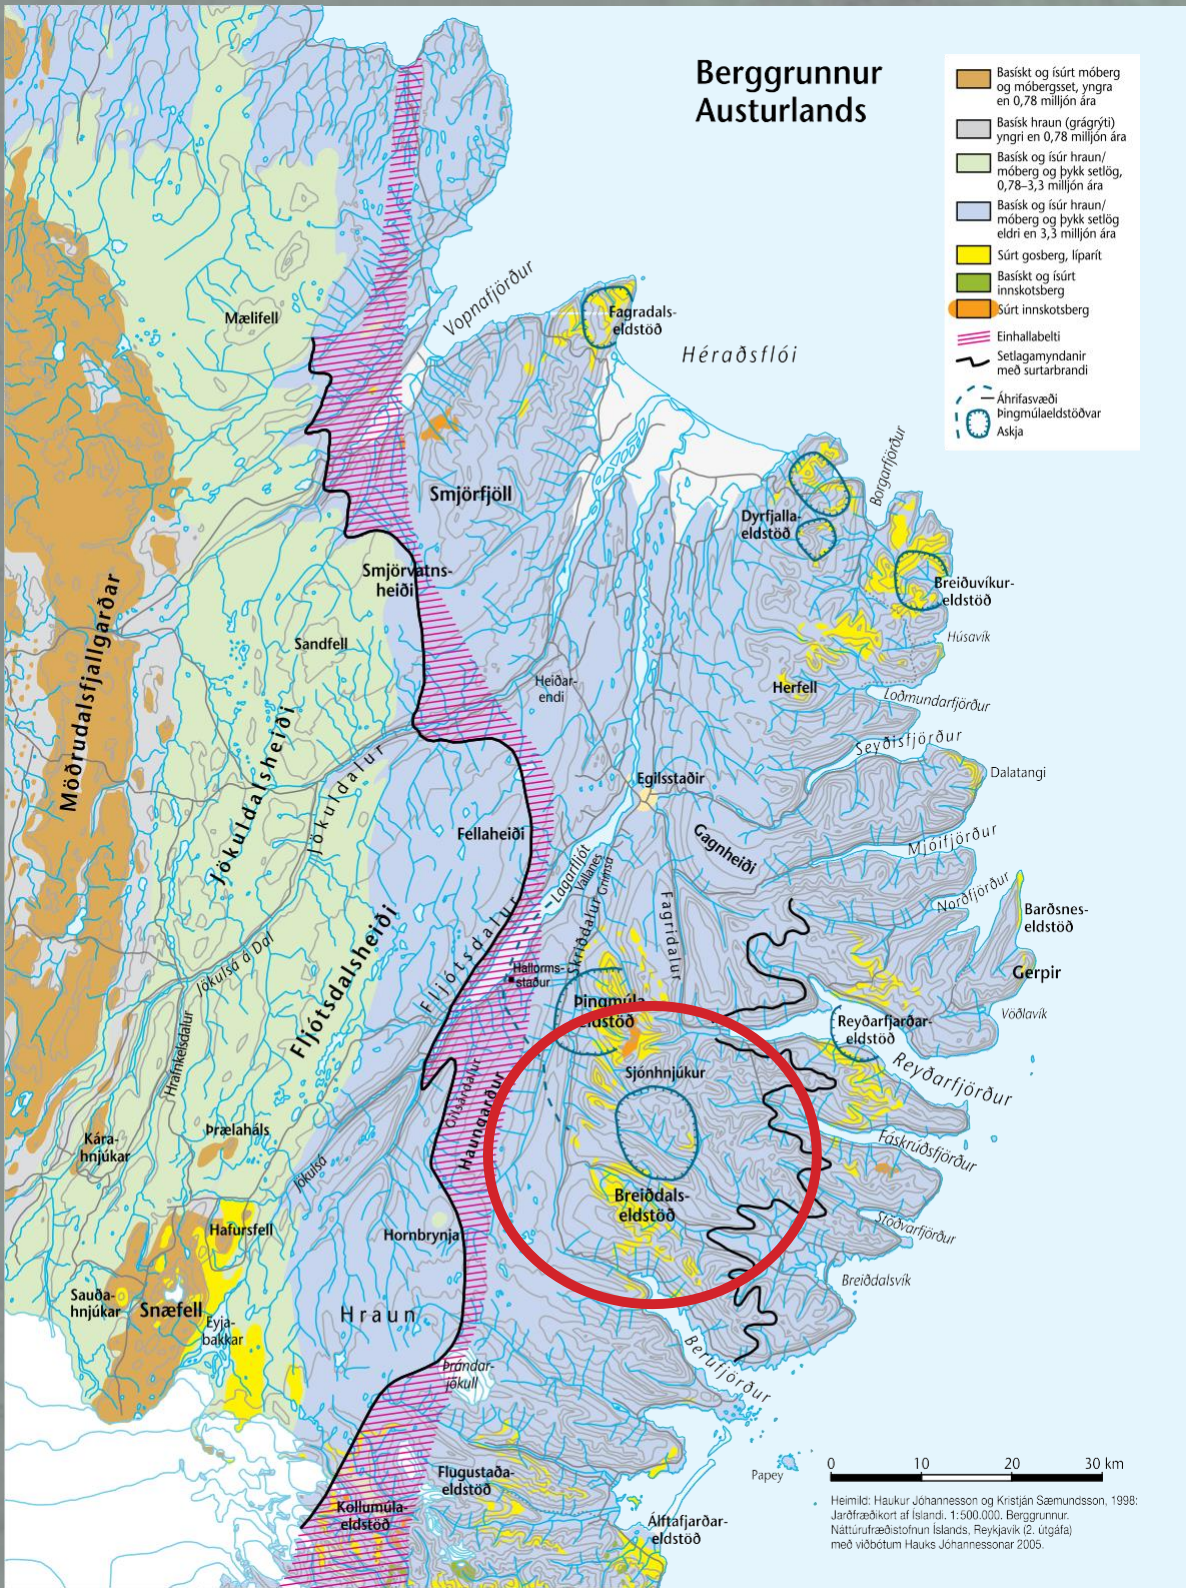 Berggrunnur
Austurlands
Basískt og ísúrt móberg
og móbergsset, yngra
en 0,78 milljón ára
Basísk hraun (grágrýti)
yngri en 0,78 milljón ára
Basísk og ísúr hraun/
móberg og þykk setlög,
0,78–3,3 milljón ára
Basísk og ísúr hraun/
móberg og þykk setlög
eldri en 3,3 milljón ára
Súrt gosberg, líparít
Basískt og ísúrt
innskotsberg
Súrt innskotsberg
Einhallabelti
Setlagamyndanir
með surtarbrandi
Áhrifasvæði
Þingmúlaeldstöðvar
Askja
Vopnafjörður
Mælifell
Fagradals-
eldstöð
Héraðsflói
Smjörfjöll
Borgarfjörður
Dyrfjalla-
eldstöð
Smjörvatns-
heiði
Breiðuvíkur-
eldstöð
Möðrudalsfjallgarðar
Sandfell
Húsavík
Heiðar-
endi
Herfell
Loðmundarfjörður
Jökuldalsheiði
Jökuldalur
Seyðisfjörður
Egilsstaðir
Dalatangi
Fellaheiði
Gagnheiði
Mjóifjörður
Lagarfljót
Vallanes
Grímsá
Norðfjörður
Fljótsdalur
Skriðdalur
Fagridalur
Barðsnes-
eldstöð
Jökulsá á Dal
Fljótsdalsheiði
Hallorms-
staður
Gerpir
Þingmúla-
eldstöð
Reyðarfjarðar-
eldstöð
Vöðlavík
Hrafnkelsdalur
Sjónhnjúkur
Reyðarfjörður
Gilsárdalur
Haungarður
Kára-
hnjúkar
Þrælaháls
Fáskrúðsfjörður
Jökulsá
Breiðdals-
eldstöð
Hafursfell
Hornbrynja
Stöðvarfjörður
Breiðdalsvík
Sauða-
hnjúkar
Snæfell
Eyja-
bakkar
Hraun
Berufjörður
Þrándar-
jökull
Papey
Flugustaða-
eldstöð
Kollumúla-
eldstöð
Álftafjarðar-
eldstöð
0 10 20 30 km
Heimild: Haukur Jóhannesson og Kristján Sæmundsson, 1998:
Jarðfræðikort af Íslandi. 1:500.000. Berggrunnur.
Náttúrufræðistofnun Íslands, Reykjavík (2. útgáfa)
með viðbótum Hauks Jóhannessonar 2005.